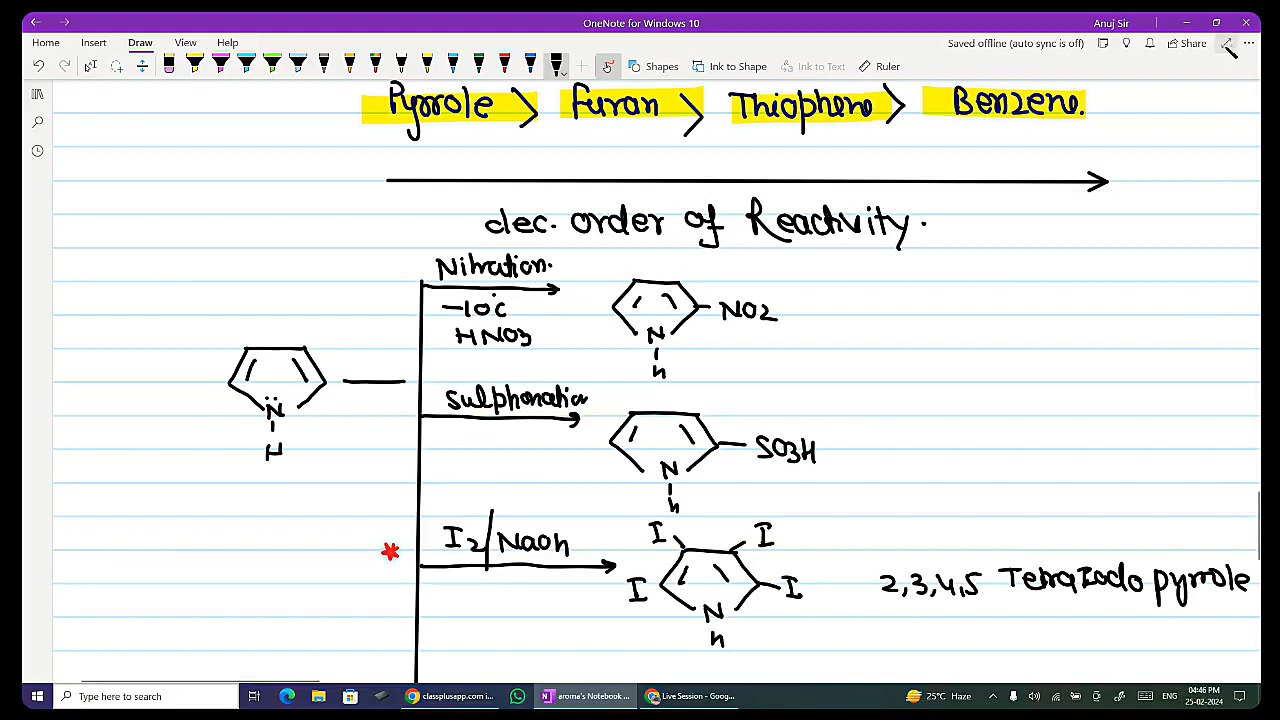 OneNote for Windows 10
Anuj Sir
Home Insert Draw View Help
Saved offline (auto sync is off)
Share
Shapes
Ink to Shape
Ink to Text
Ruler
Pyrrole > Furan > Thiophene > Benzene.
dec. order of Reactivity.
Nitration.
-10°C
HNO3
NO2
N
h
N
H
Sulphonation
SO3H
N
h
* I2/NaOh
I I
I I
N
h
2,3,4,5 TetraIodo pyrrole
Type here to search
classplusapp.com i...
aroma's Notebook ...
Live Session - Goog...
25°C Haze
ENG
04:46 PM
25-02-2024